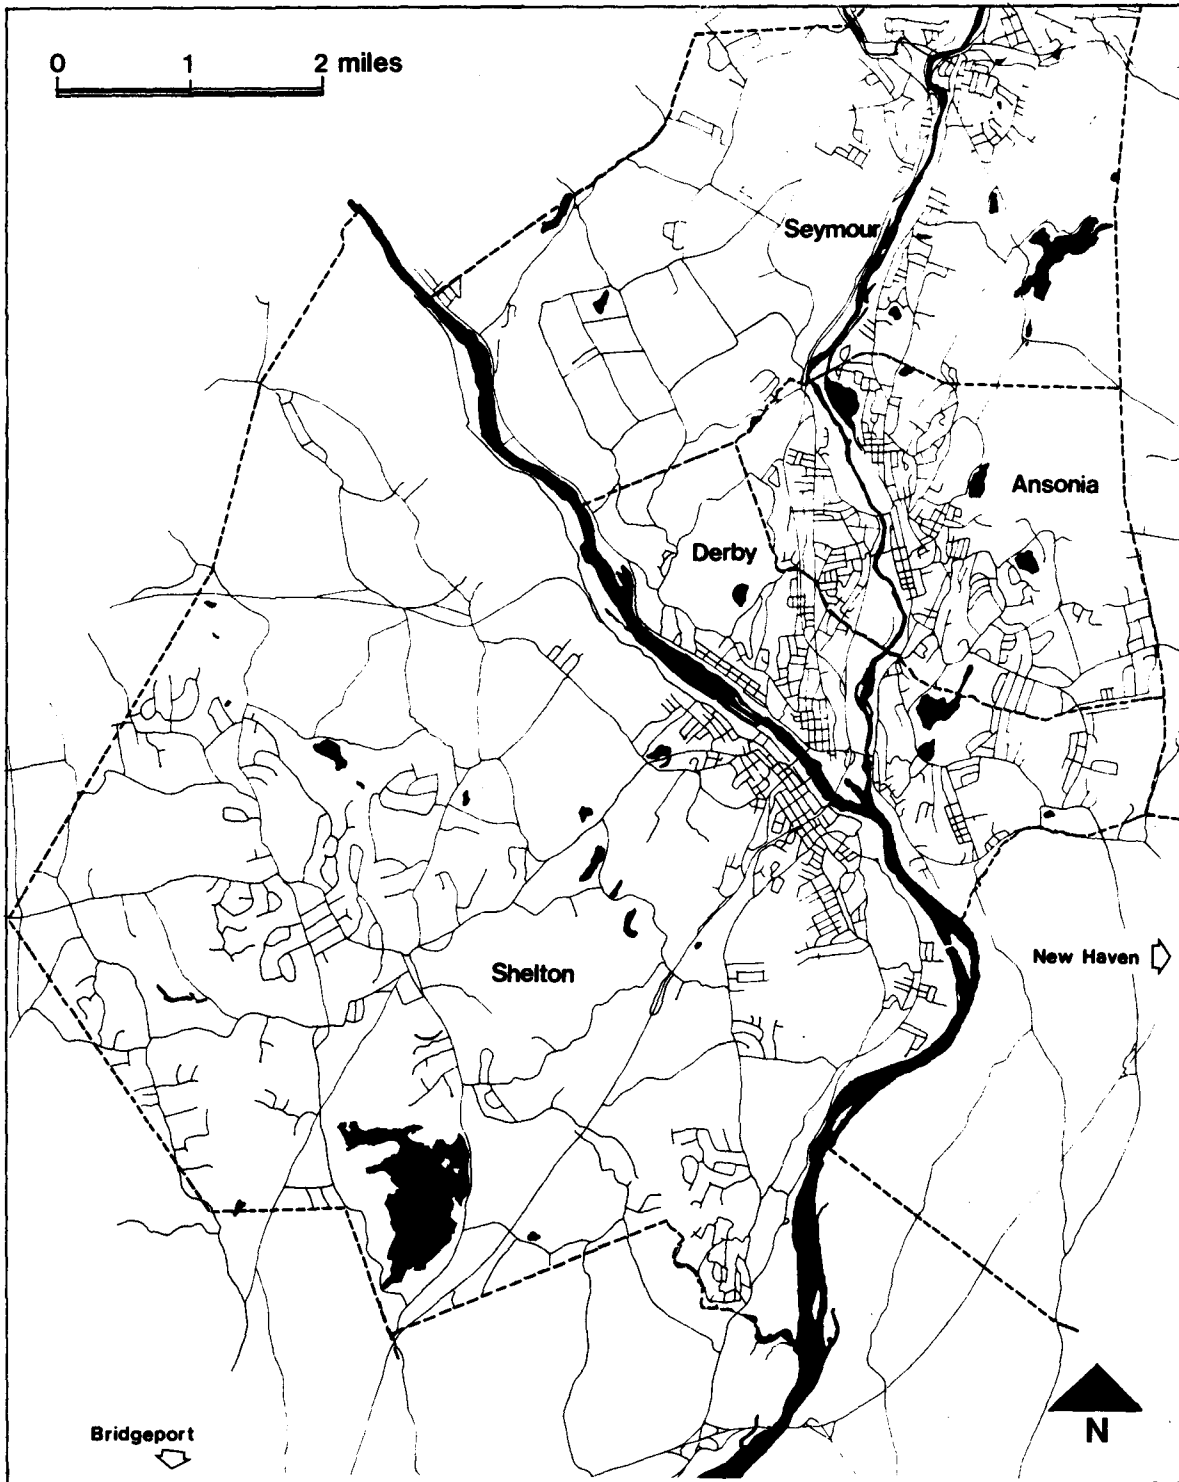 0 1 2 miles
Seymour
Ansonia
Derby
Shelton
New Haven
Bridgeport
N